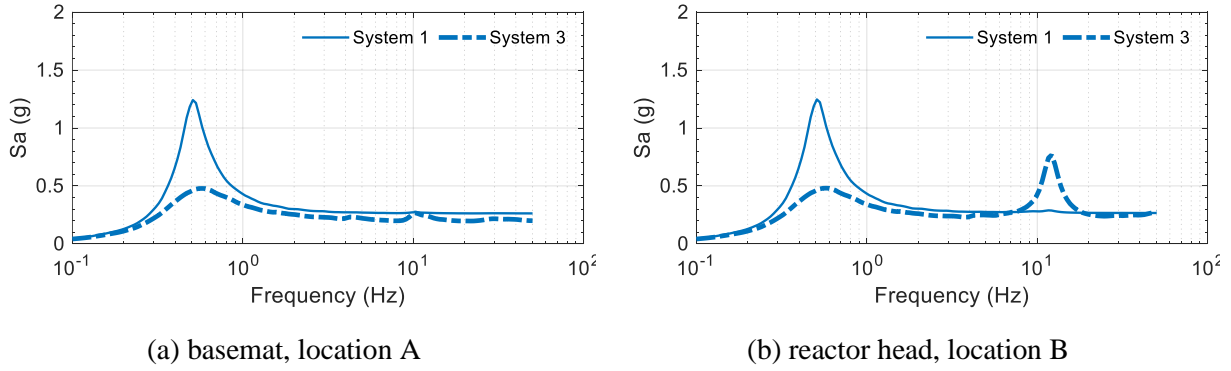 2
1.5
1
0.5
0
Sa (g)
System 1 System 3
10^-1 10^0 10^1 10^2
Frequency (Hz)
(a) basemat, location A
2
1.5
1
0.5
0
Sa (g)
System 1 System 3
10^-1 10^0 10^1 10^2
Frequency (Hz)
(b) reactor head, location B